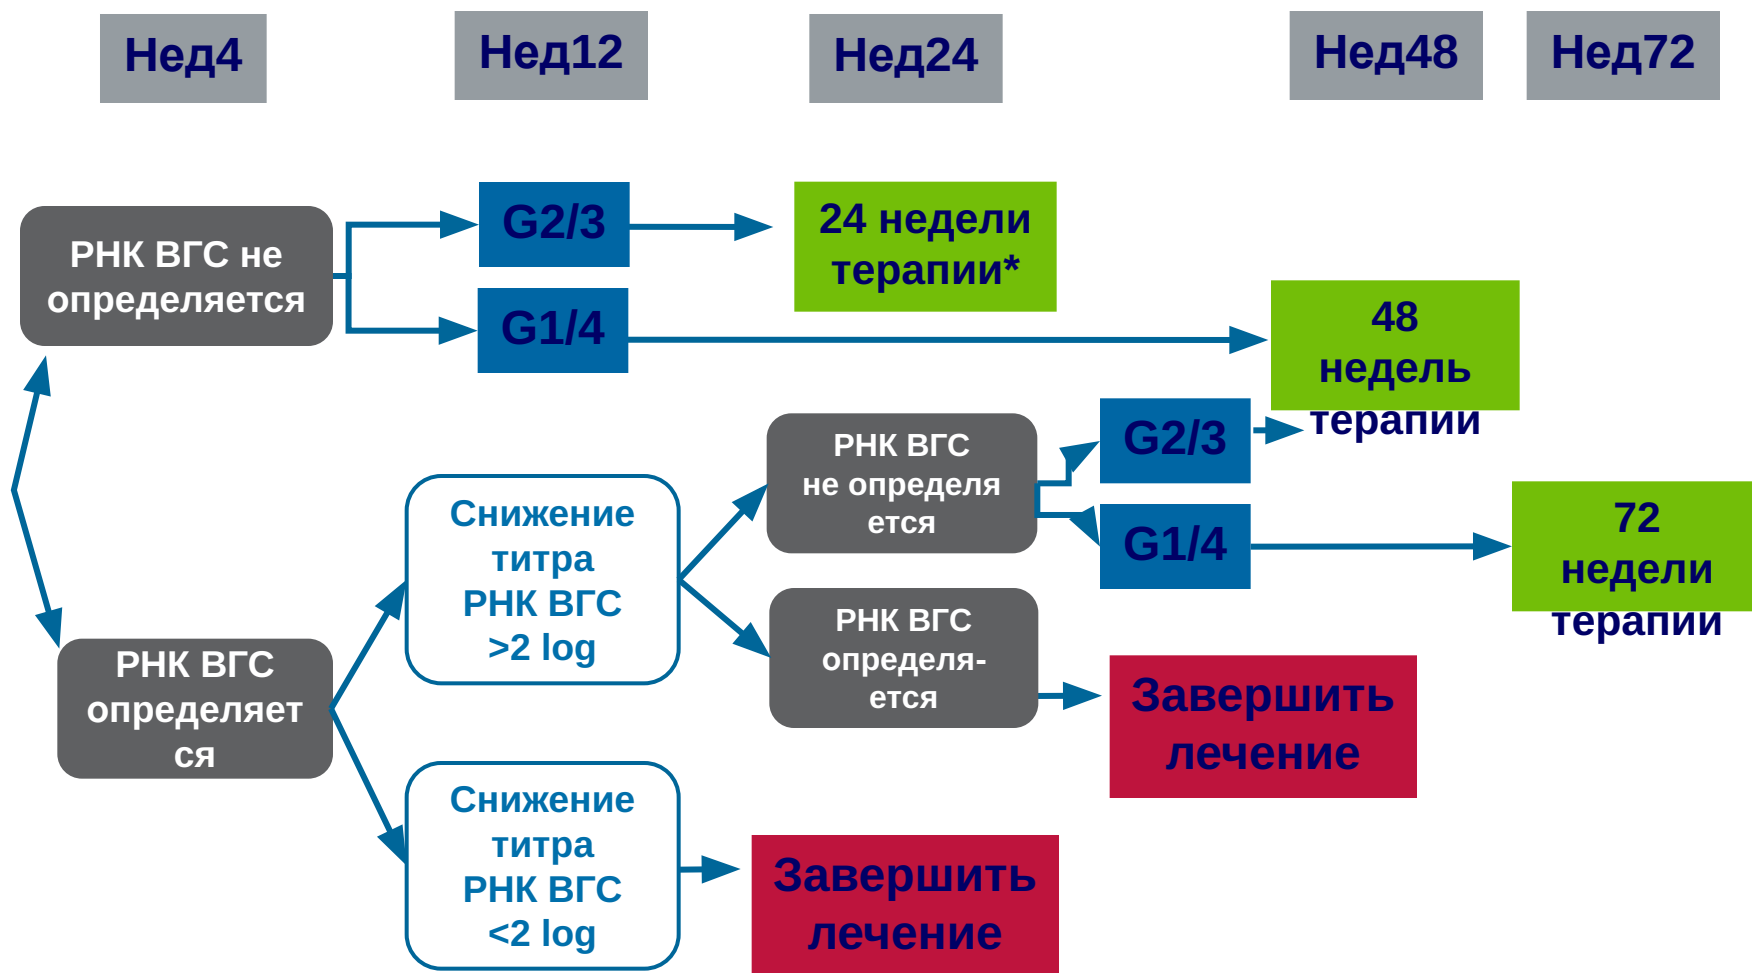 Нед4
Нед12
Нед24
Нед48
Нед72
РНК ВГС не
определяется
G2/3
24 недели
терапии*
G1/4
48
недель
терапии
РНК ВГС
не определя
ется
G2/3
G1/4
72
недели
терапии
Снижение
титра
РНК ВГС
>2 log
РНК ВГС
определя-
ется
РНК ВГС
определяет
ся
Завершить
лечение
Снижение
титра
РНК ВГС
<2 log
Завершить
лечение